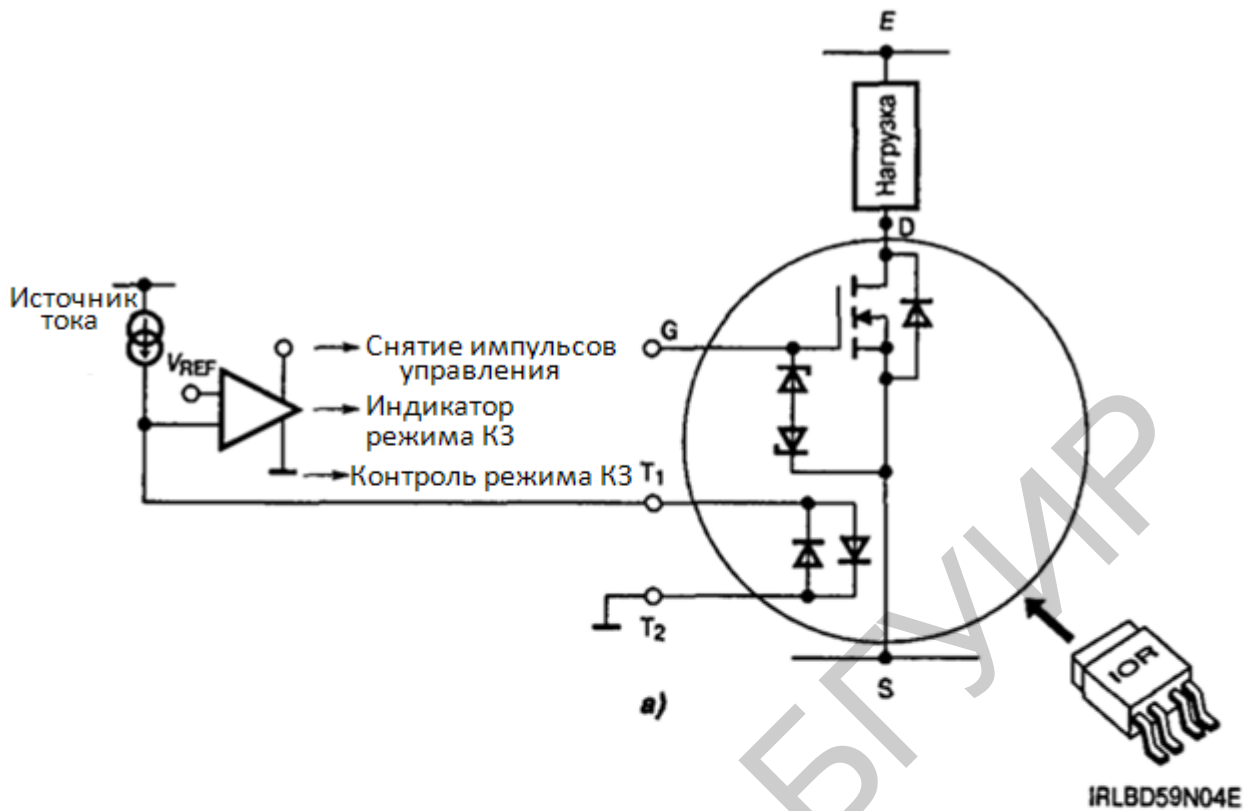 E
Нагрузка
D
Источник
тока
VREF
Снятие импульсов
управления
G
Индикатор
режима КЗ
Контроль режима КЗ
T1
T2
S
а)
IOR
IRLBD59N04E
БГУИР